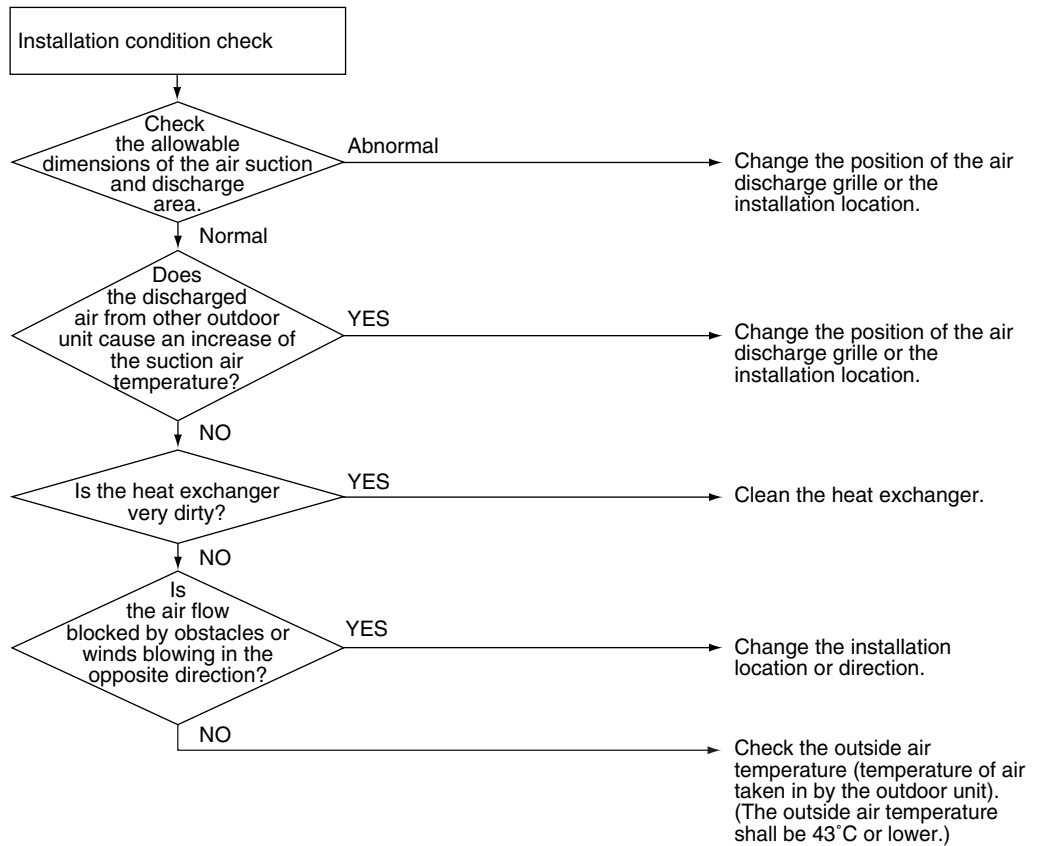 Installation condition check
Check
the allowable
dimensions of the air suction
and discharge
area.
Abnormal
Change the position of the air
discharge grille or the
installation location.
Normal
Does
the discharged
air from other outdoor
unit cause an increase of
the suction air
temperature?
YES
Change the position of the air
discharge grille or the
installation location.
NO
Is the heat exchanger
very dirty?
YES
Clean the heat exchanger.
NO
Is
the air flow
blocked by obstacles or
winds blowing in the
opposite direction?
YES
Change the installation
location or direction.
NO
Check the outside air
temperature (temperature of air
taken in by the outdoor unit).
(The outside air temperature
shall be 43˚C or lower.)